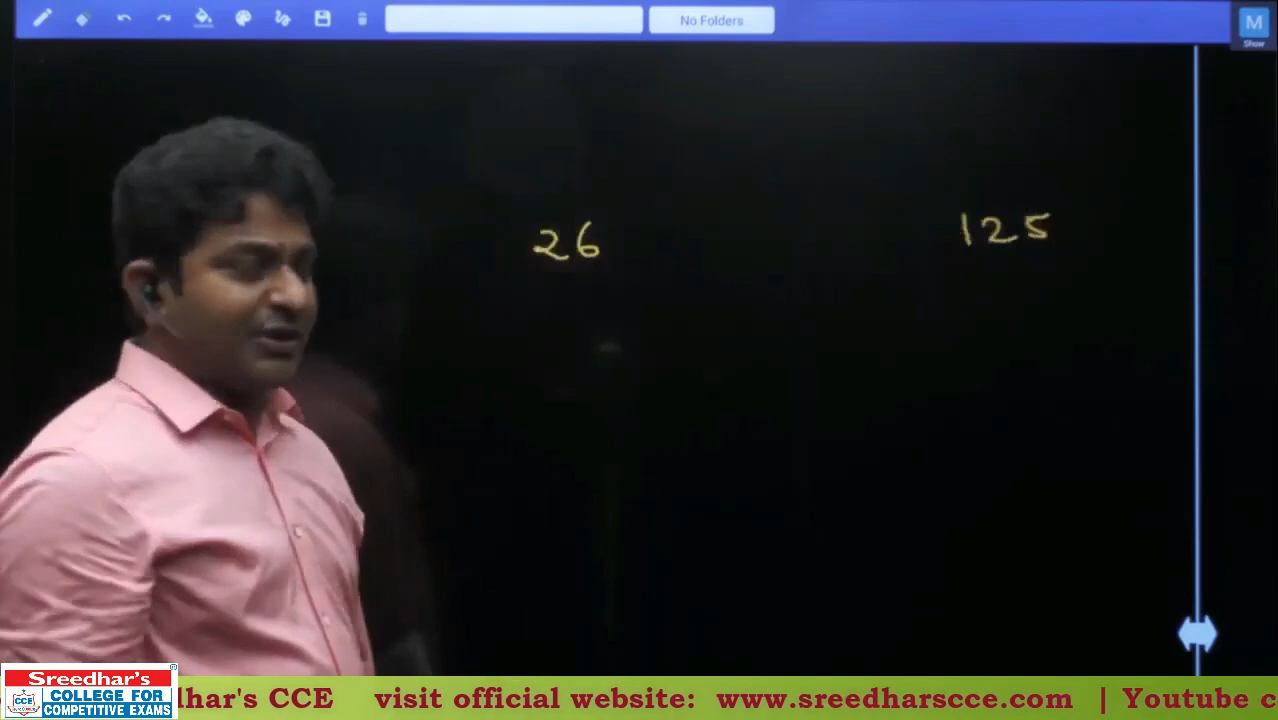 No Folders
M
Show
26
125
Sreedhar's
CCE
COLLEGE FOR
COMPETITIVE EXAMS
dhar's CCE visit official website: www.sreedharscce.com | Youtube c